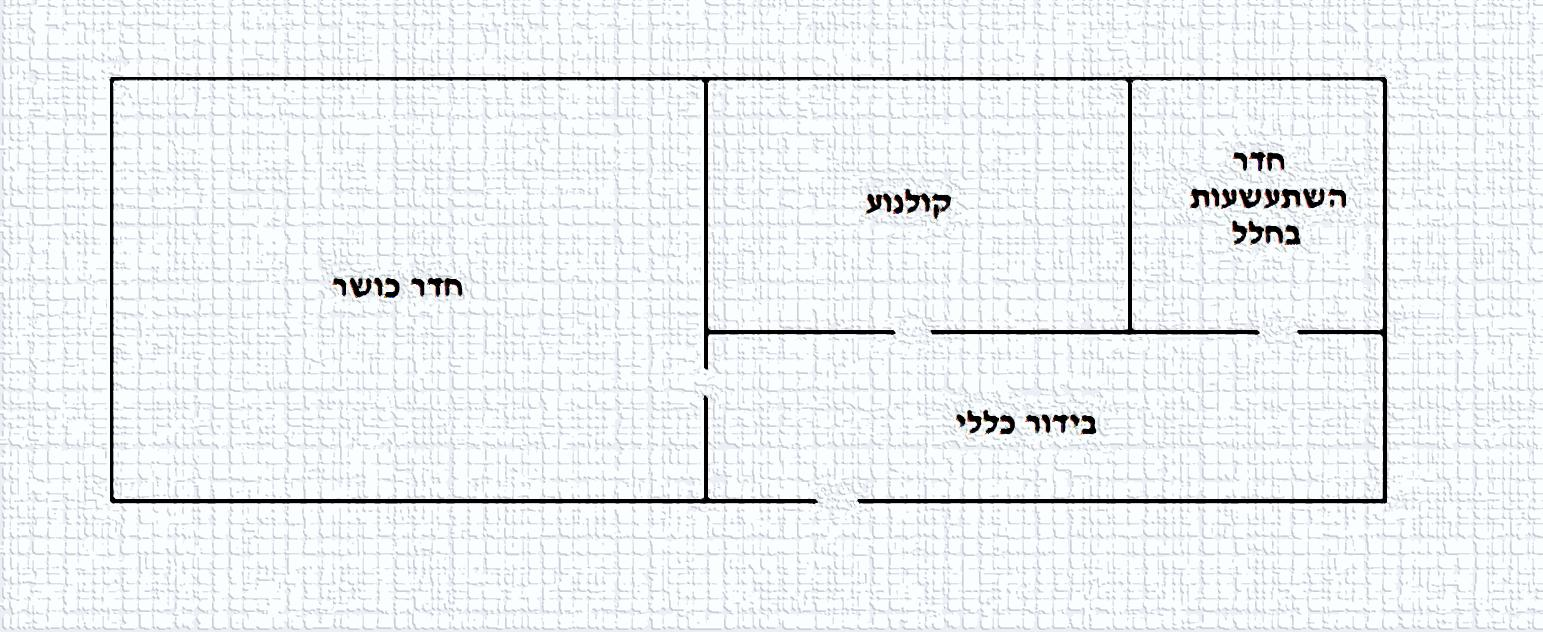 חדר
השתעשעות
בחלל
קולנוע
חדר כושר
בידור כללי